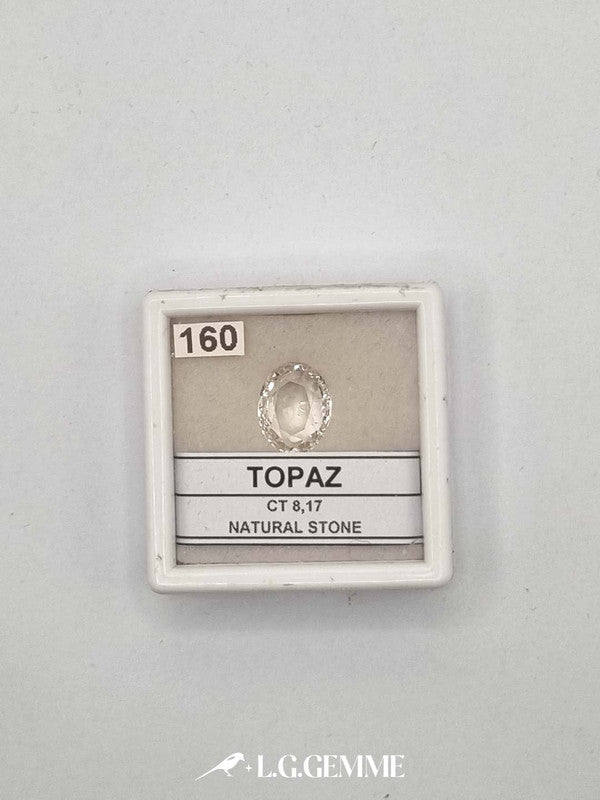 160
TOPAZ
CT 8,17
NATURAL STONE
L.G.GEMME